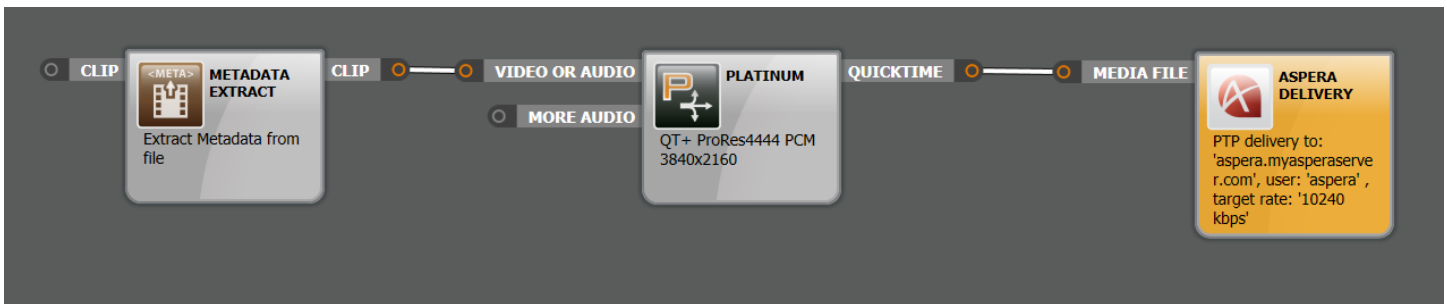 CLIP
<META>
METADATA
EXTRACT
Extract Metadata from
file
CLIP
VIDEO OR AUDIO
MORE AUDIO
P
PLATINUM
QT+ ProRes4444 PCM
3840x2160
QUICKTIME
MEDIA FILE
ASPERA
DELIVERY
PTP delivery to:
'aspera.myasperaserve
r.com', user: 'aspera' ,
target rate: '10240
kbps'